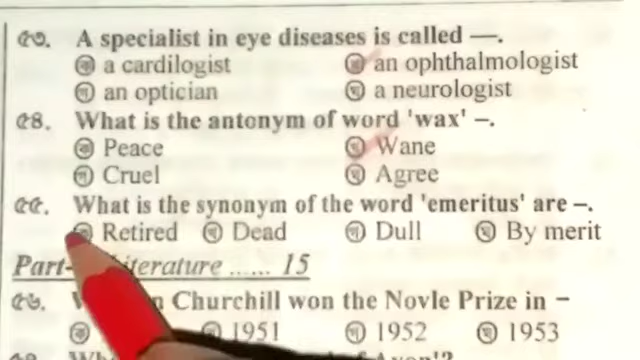 ৫৩. A specialist in eye diseases is called —.
ক a cardilogist খ an ophthalmologist
গ an optician ঘ a neurologist
৫৪. What is the antonym of word 'wax' –.
ক Peace খ Wane
গ Cruel ঘ Agree
৫৫. What is the synonym of the word 'emeritus' are –.
Retired খ Dead গ Dull ঘ By merit
Part- iterature ...... 15
৫৬. Churchill won the Novle Prize in –
ক খ 1951 গ 1952 ঘ 1953